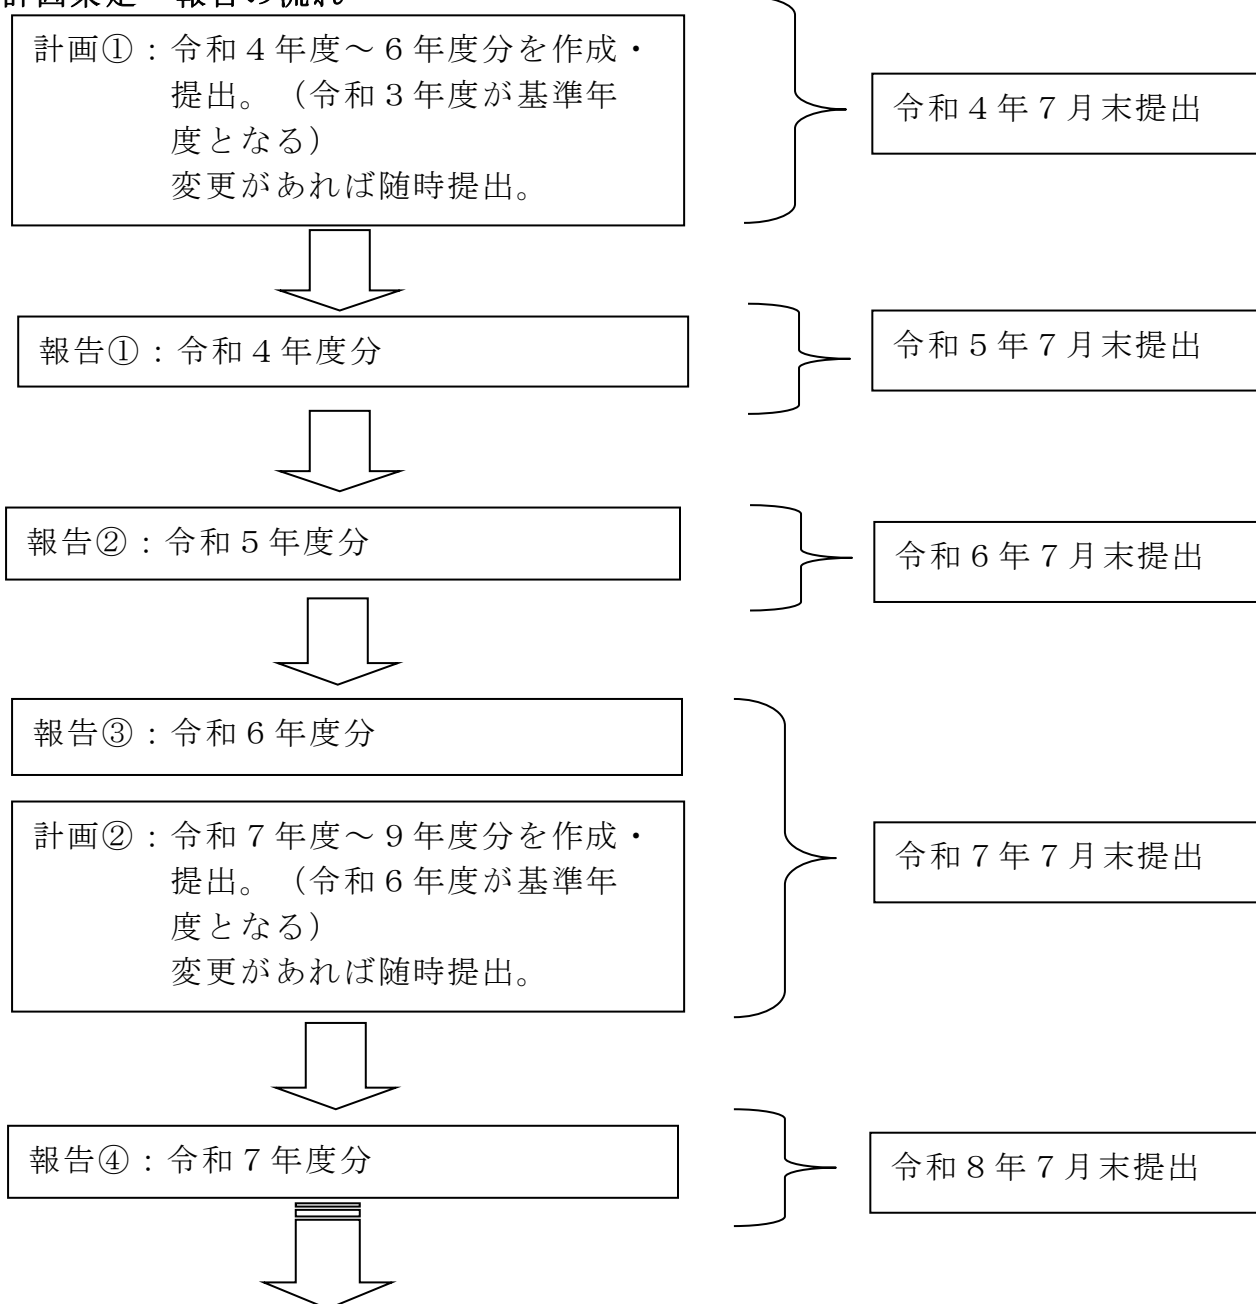 計画①：令和４年度～６年度分を作成・
提出。（令和３年度が基準年
度となる）
変更があれば随時提出。
令和４年７月末提出
報告①：令和４年度分
令和５年７月末提出
報告②：令和５年度分
令和６年７月末提出
報告③：令和６年度分
計画②：令和７年度～９年度分を作成・
提出。（令和６年度が基準年
度となる）
変更があれば随時提出。
令和７年７月末提出
報告④：令和７年度分
令和８年７月末提出